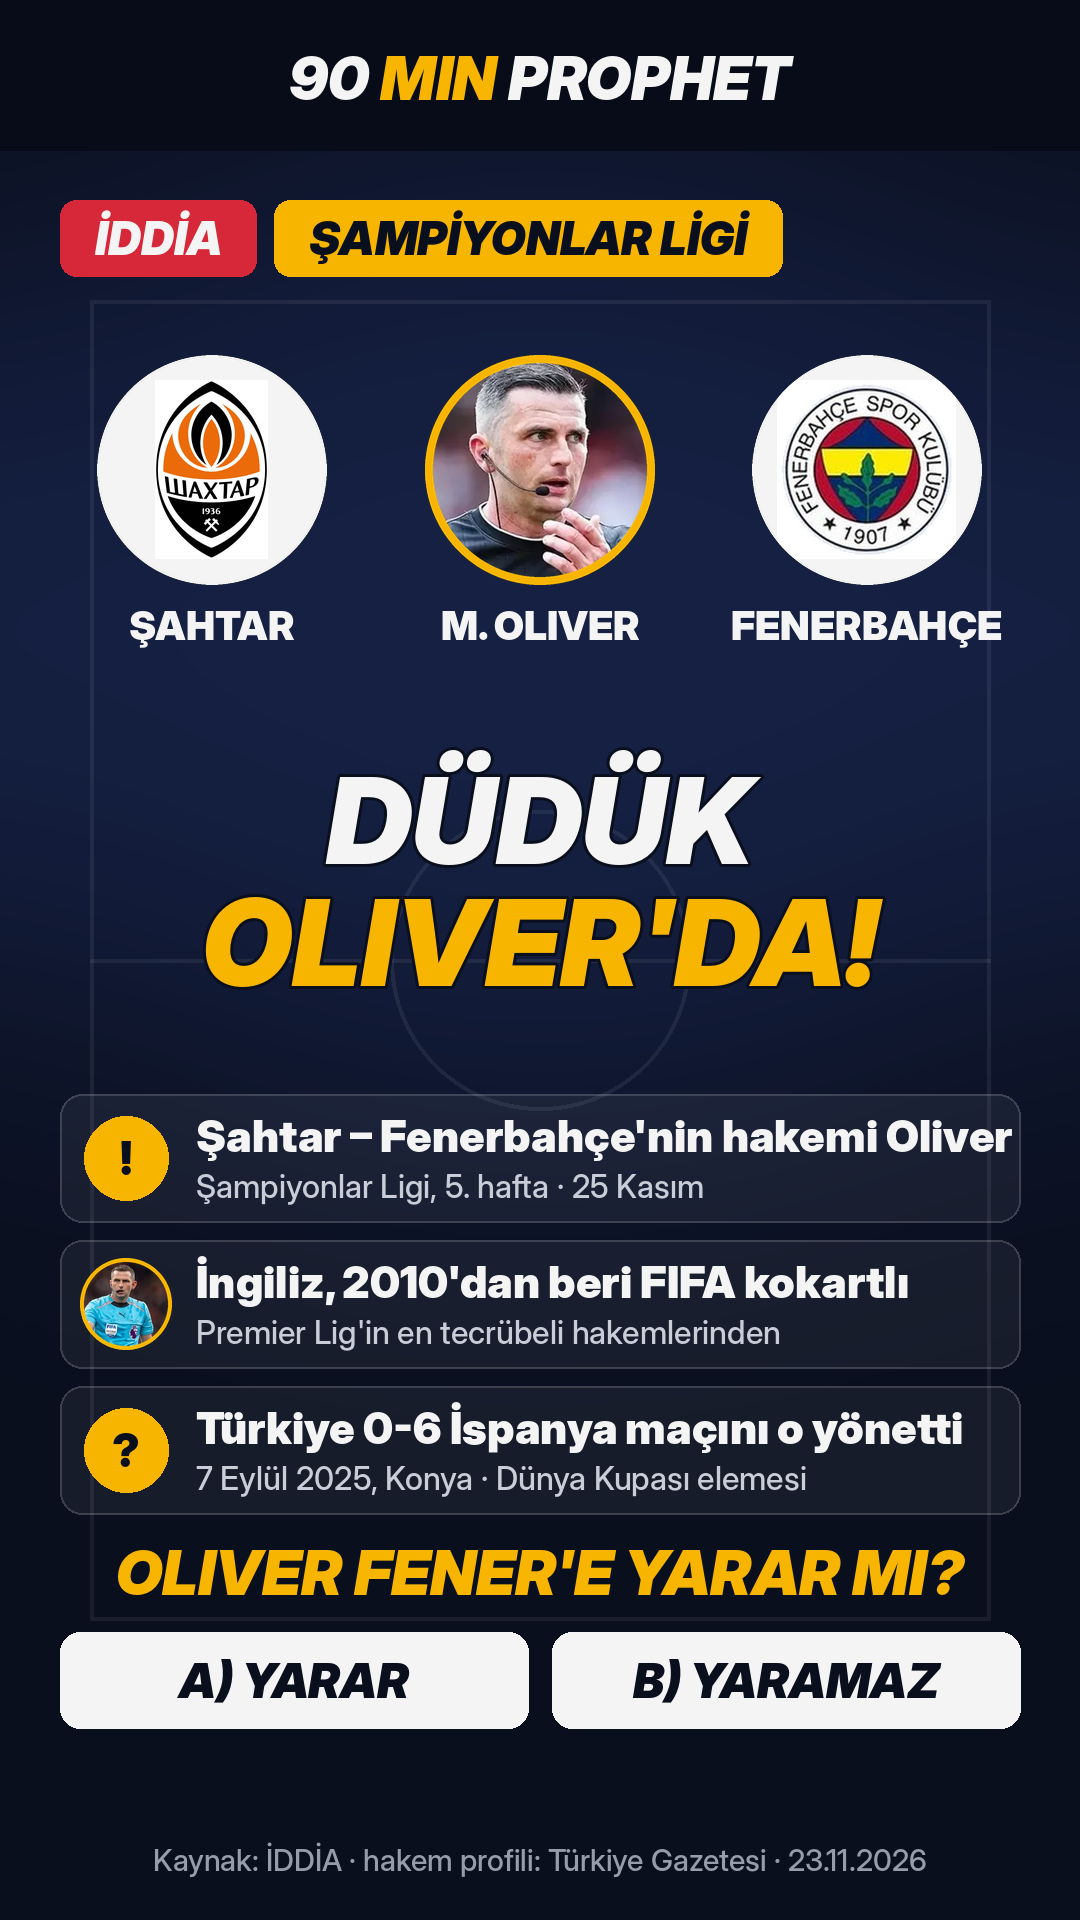 90 MIN PROPHET
İDDİA
ŞAMPİYONLAR LİGİ
ШАХТАР
1936
FENERBAHÇE SPOR KULÜBÜ
★ 1907 ★
ŞAHTAR
M. OLIVER
FENERBAHÇE
DÜDÜK
OLIVER'DA!
!
Şahtar – Fenerbahçe'nin hakemi Oliver
Şampiyonlar Ligi, 5. hafta · 25 Kasım
İngiliz, 2010'dan beri FIFA kokartlı
Premier Lig'in en tecrübeli hakemlerinden
?
Türkiye 0-6 İspanya maçını o yönetti
7 Eylül 2025, Konya · Dünya Kupası elemesi
OLIVER FENER'E YARAR MI?
A) YARAR
B) YARAMAZ
Kaynak: İDDİA · hakem profili: Türkiye Gazetesi · 23.11.2026